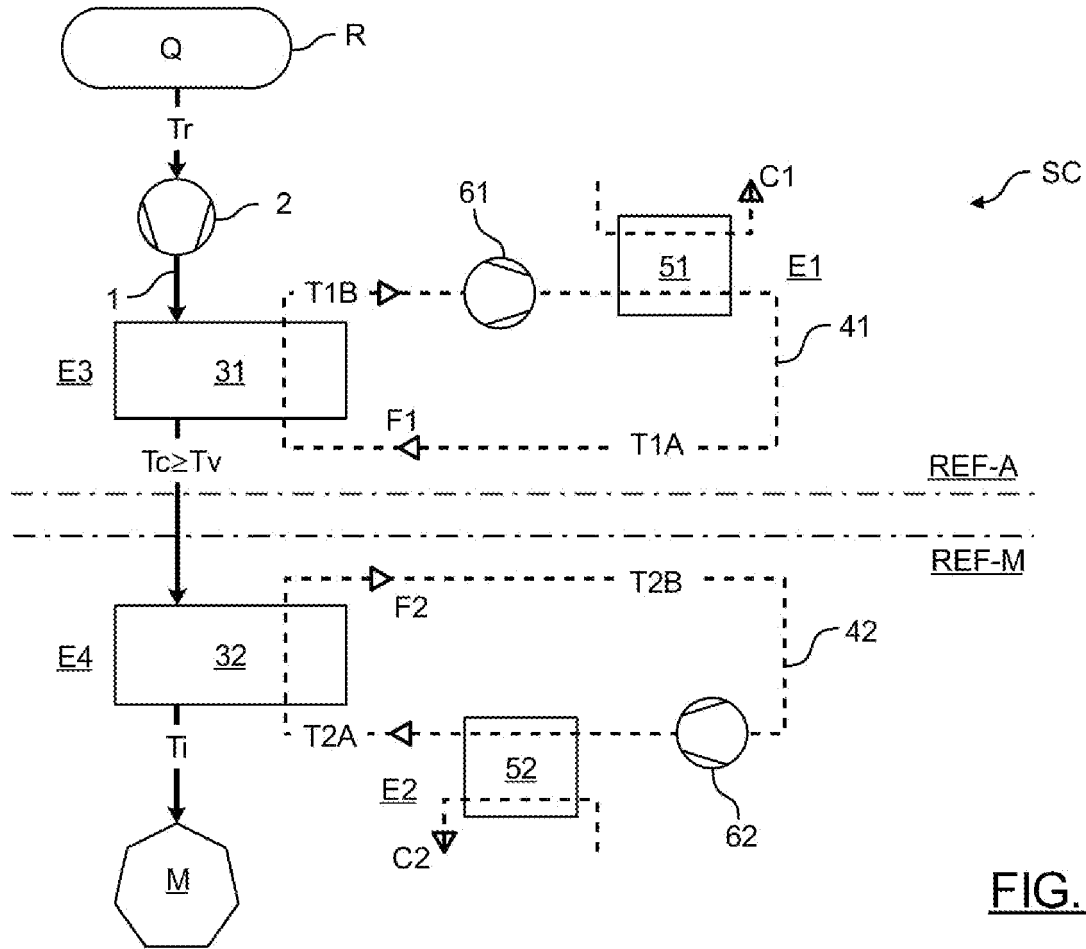 Q
R
Tr
2
1
61
C1
SC
51
E1
T1B
41
E3
31
F1
T1A
Tc≥Tv
REF-A
REF-M
T2B
F2
42
E4
32
T2A
Ti
52
E2
62
C2
M
FIG.